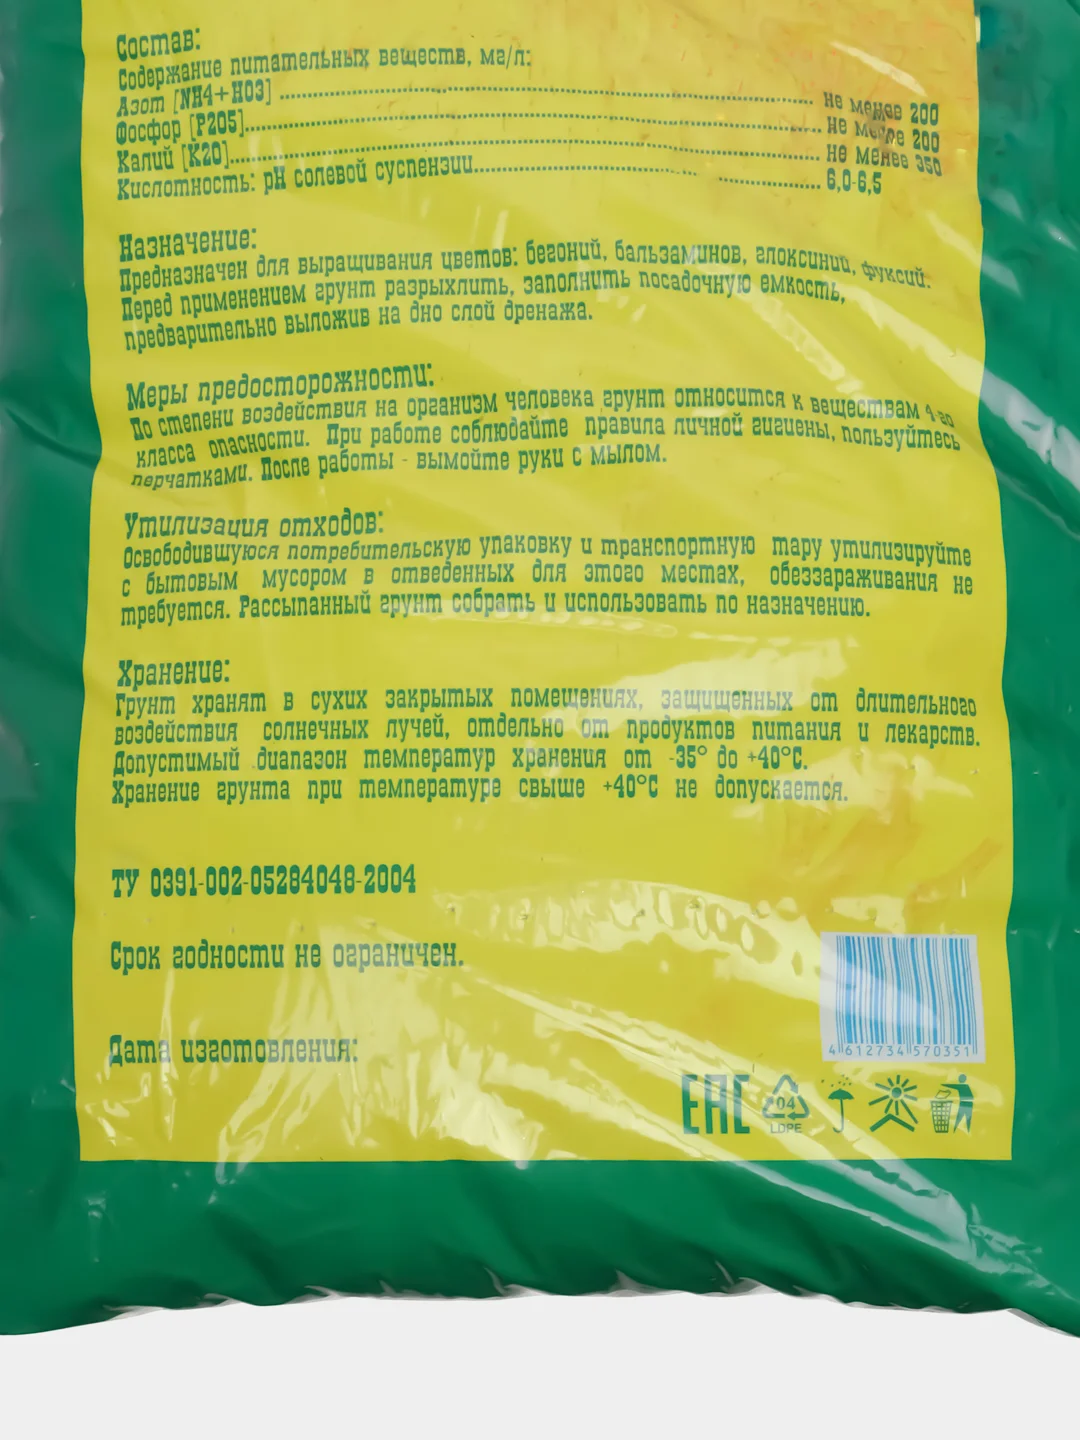 Состав:
Содержание питательных веществ, мг/л:
Азот [NH4+НО3] ........ не менее 200
Фосфор [P2O5]........ не менее 200
Калий [K2O]........ не менее 350
Кислотность: pH солевой суспензии........ 6,0-6,5
Назначение:
Предназначен для выращивания цветов: бегоний, бальзаминов, глоксиний, фуксий.
Перед применением грунт разрыхлить, заполнить посадочную емкость,
предварительно выложив на дно слой дренажа.
Меры предосторожности:
По степени воздействия на организм человека грунт относится к веществам 4-го
класса опасности. При работе соблюдайте правила личной гигиены, пользуйтесь
перчатками. После работы - вымойте руки с мылом.
Утилизация отходов:
Освободившуюся потребительскую упаковку и транспортную тару утилизируйте
с бытовым мусором в отведенных для этого местах, обеззараживания не
требуется. Рассыпанный грунт собрать и использовать по назначению.
Хранение:
Грунт хранят в сухих закрытых помещениях, защищенных от длительного
воздействия солнечных лучей, отдельно от продуктов питания и лекарств.
Допустимый диапазон температур хранения от -35° до +40°С.
Хранение грунта при температуре свыше +40°С не допускается.
ТУ 0391-002-05284048-2004
Срок годности не ограничен.
Дата изготовления:
4 612734 570351
ЕАС
04
LDPE